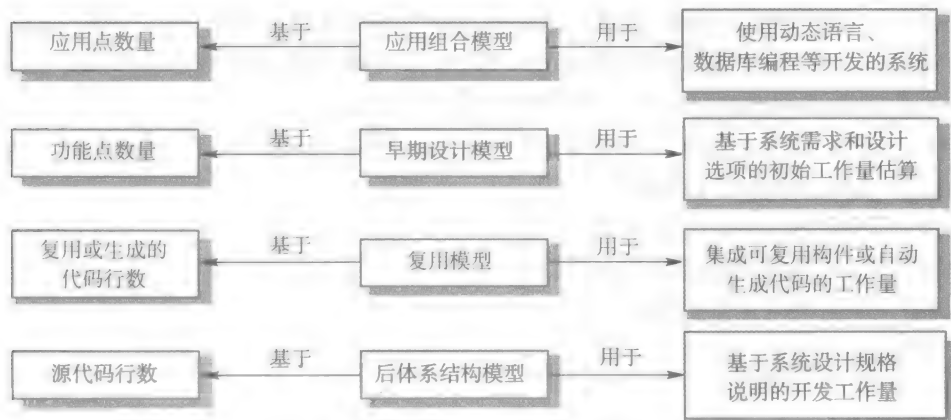 应用点数量
基于
应用组合模型
用于
使用动态语言、
数据库编程等开发的系统
功能点数量
基于
早期设计模型
用于
基于系统需求和设计
选项的初始工作量估算
复用或生成的
代码行数
基于
复用模型
用于
集成可复用构件或自动
生成代码的工作量
源代码行数
基于
后体系结构模型
用于
基于系统设计规格
说明的开发工作量